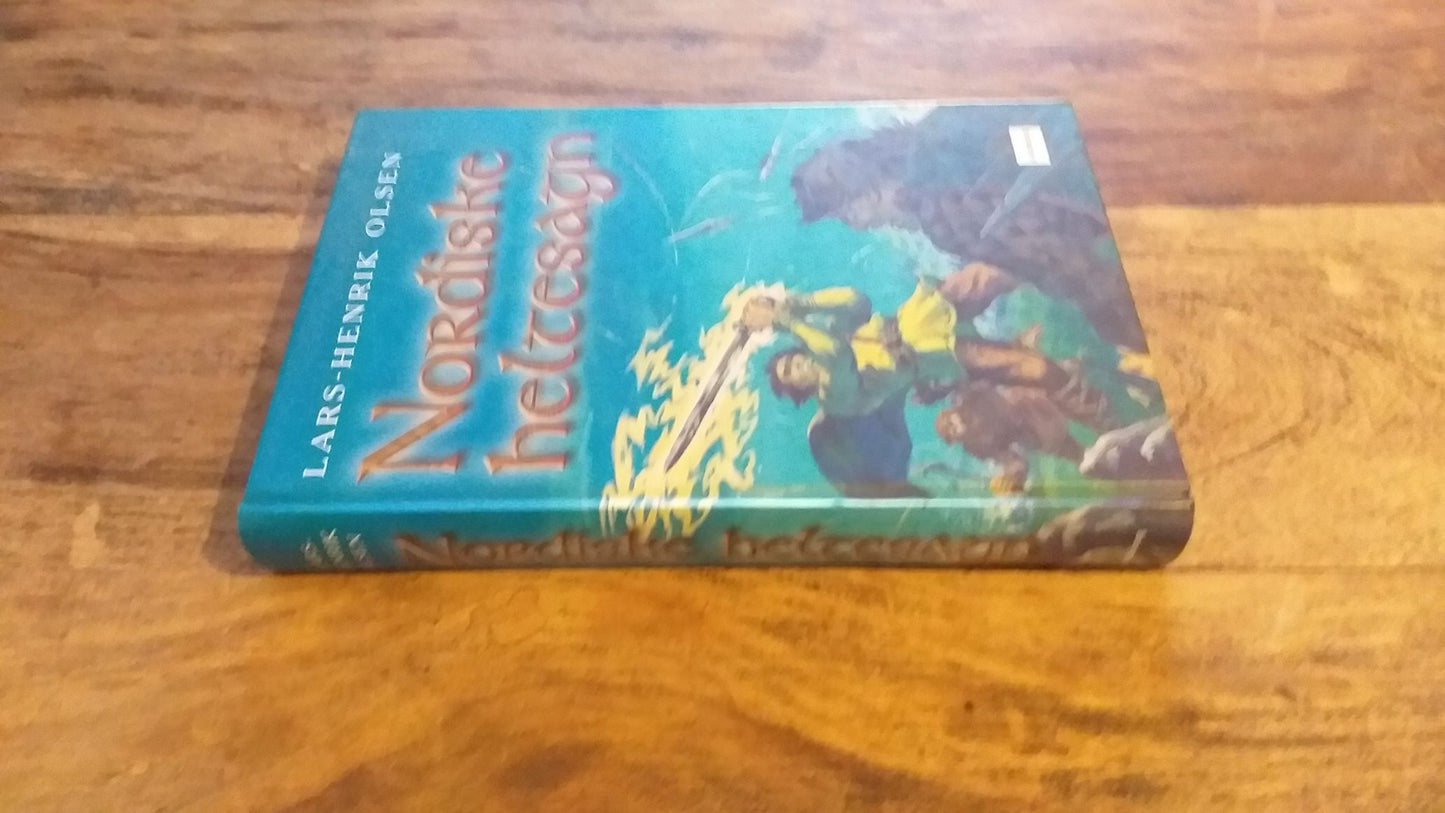 LARS-HENRIK OLSEN
Nordiske
heltesagn
Nordiske heltesagn